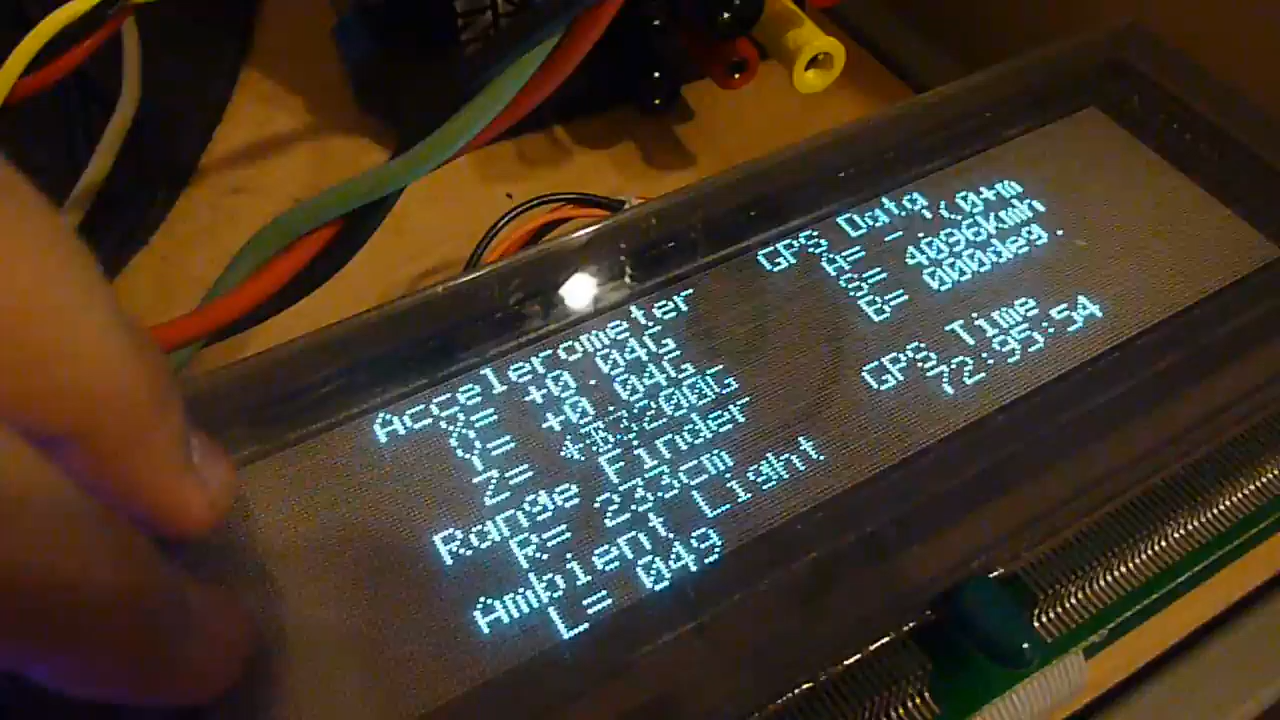 Accelerometer
X= +0.04G
Y= +0.04G
Z=
Range Finder
R= 233cm
Ambient Light
L= 049
GPS Data
A=
S= 4096Kmh
B= 000deg.
GPS Time
72:95:54